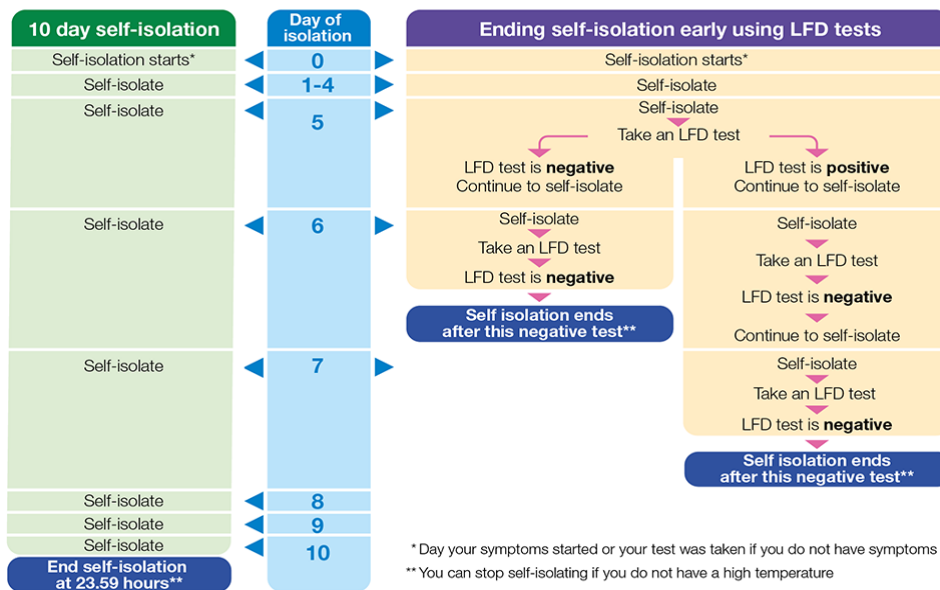 10 day self-isolation
Self-isolation starts*
Self-isolate
Self-isolate
Self-isolate
Self-isolate
Self-isolate
Self-isolate
Self-isolate
End self-isolation
at 23.59 hours**
Day of
isolation
0
1-4
5
6
7
8
9
10
Ending self-isolation early using LFD tests
Self-isolation starts*
Self-isolate
Self-isolate
Take an LFD test
LFD test is negative
Continue to self-isolate
Self-isolate
Take an LFD test
LFD test is negative
Self isolation ends
after this negative test**
LFD test is positive
Continue to self-isolate
Self-isolate
Take an LFD test
LFD test is negative
Continue to self-isolate
Self-isolate
Take an LFD test
LFD test is negative
Self isolation ends
after this negative test**
* Day your symptoms started or your test was taken if you do not have symptoms
** You can stop self-isolating if you do not have a high temperature